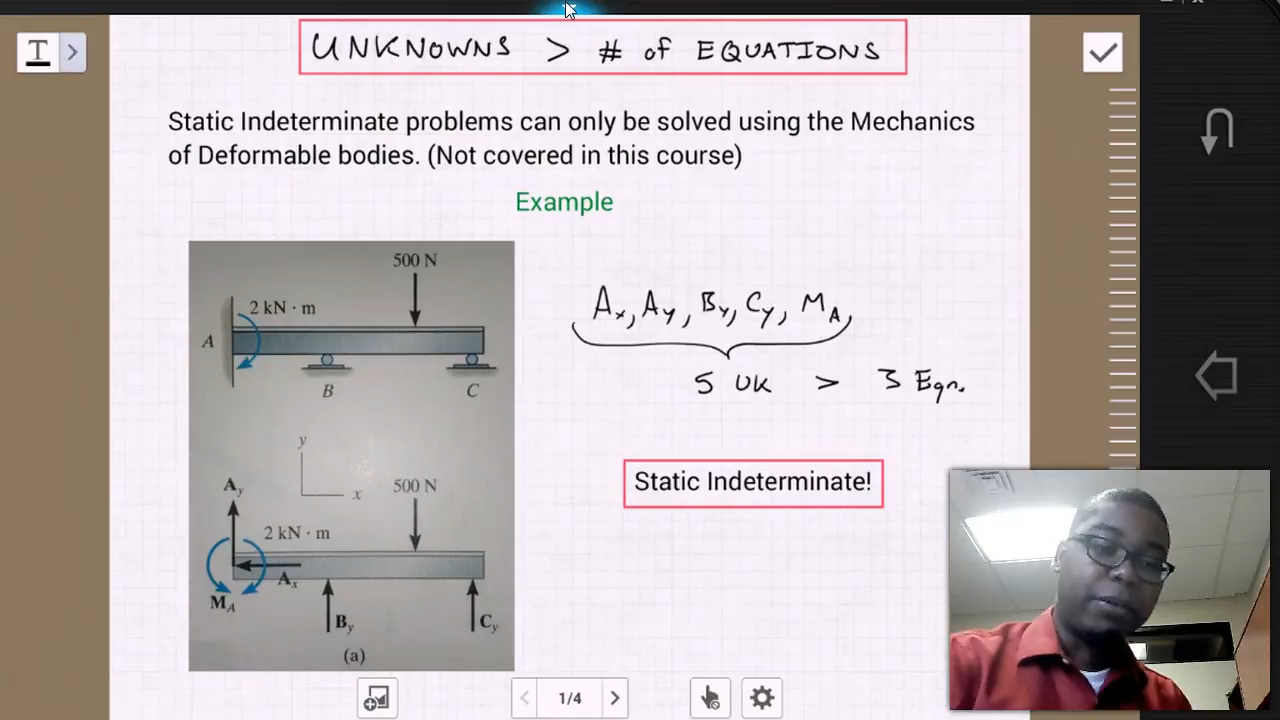 T
UNKNOWNS > # of EQUATIONS
Static Indeterminate problems can only be solved using the Mechanics
of Deformable bodies. (Not covered in this course)
Example
500 N
2 kN · m
A
B
C
Ax, Ay, By, Cy, MA,
5 UK > 3 Eqn.
Static Indeterminate!
y
x
Ay
500 N
2 kN · m
Ax
MA
By
Cy
(a)
1/4